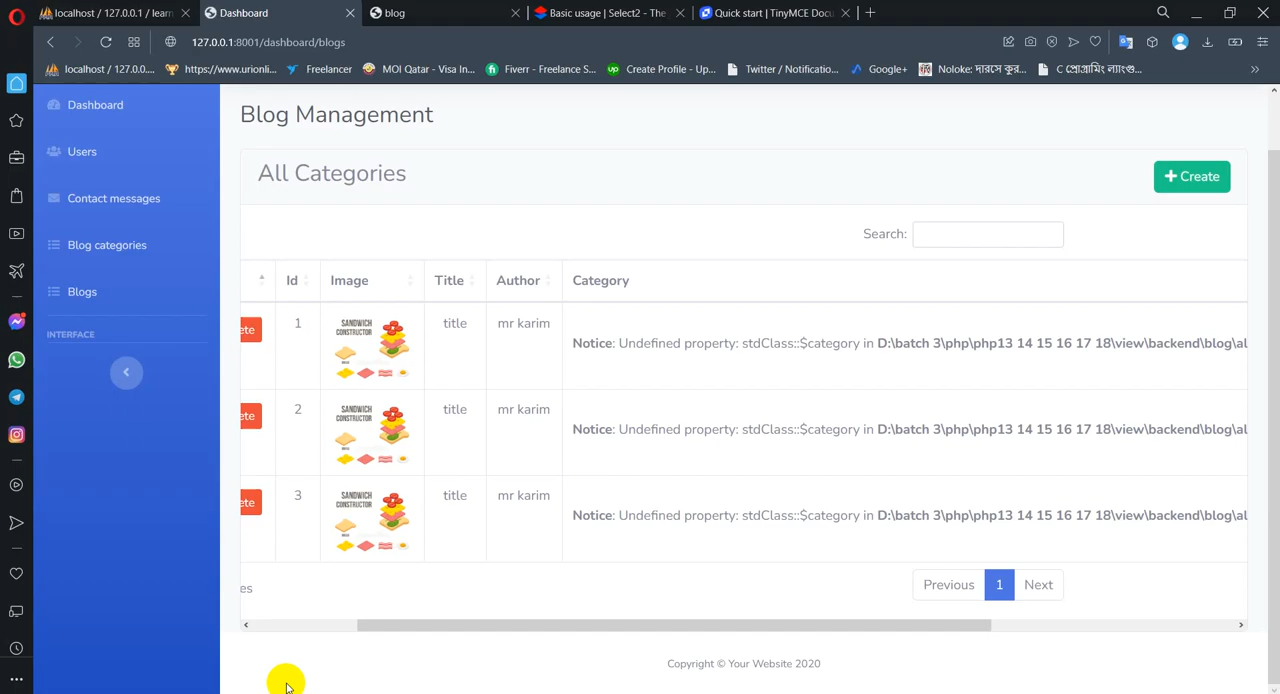 localhost / 127.0.0.1 / learn
Dashboard
blog
Basic usage | Select2 - The
Quick start | TinyMCE Docu
127.0.0.1:8001/dashboard/blogs
localhost / 127.0.0....
https://www.urionli...
Freelancer
MOI Qatar - Visa In...
Fiverr - Freelance S...
Create Profile - Up...
Twitter / Notificatio...
Google+
Noloke: দারসে কুর...
C প্রোগ্রামিং ল্যাংগু...
Dashboard
Users
Contact messages
Blog categories
Blogs
INTERFACE
Blog Management
All Categories
Create
Search:
Id Image Title Author Category
ete 1 title mr karim
SANDWICH
CONSTRUCTOR
Notice: Undefined property: stdClass::$category in D:\batch 3\php\php13 14 15 16 17 18\view\backend\blog\al
ete 2 title mr karim
SANDWICH
CONSTRUCTOR
Notice: Undefined property: stdClass::$category in D:\batch 3\php\php13 14 15 16 17 18\view\backend\blog\al
ete 3 title mr karim
SANDWICH
CONSTRUCTOR
Notice: Undefined property: stdClass::$category in D:\batch 3\php\php13 14 15 16 17 18\view\backend\blog\al
es
Previous 1 Next
Copyright © Your Website 2020